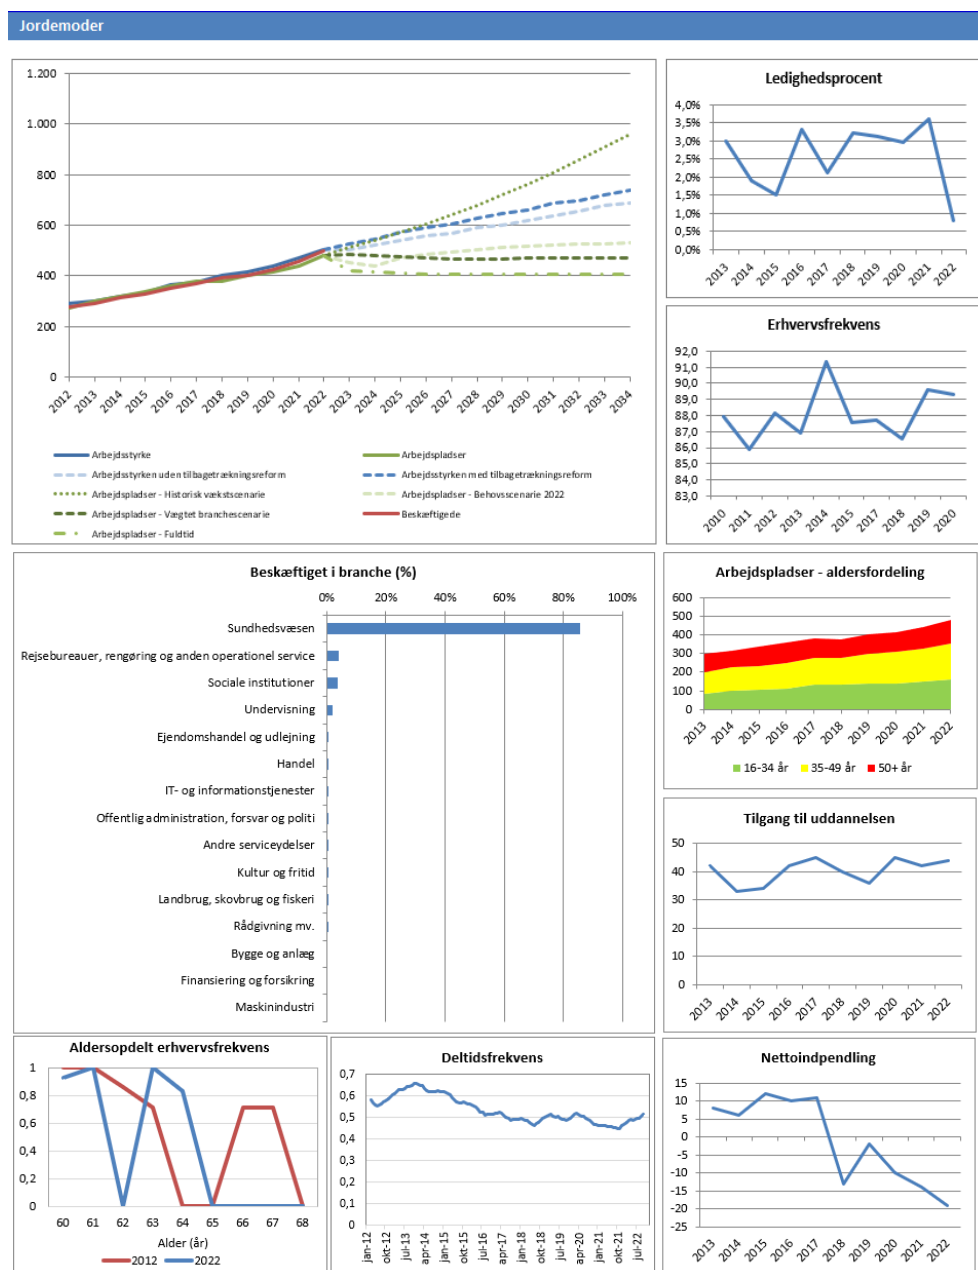 Jordemoder
1.200
1.000
800
600
400
200
0
2012 2013 2014 2015 2016 2017 2018 2019 2020 2021 2022 2023 2024 2025 2026 2027 2028 2029 2030 2031 2032 2033 2034
Arbejdsstyrke Arbejdspladser
Arbejdsstyrken uden tilbagetrækningsreform Arbejdsstyrken med tilbagetrækningsreform
Arbejdspladser - Historisk vækstscenarie Arbejdspladser - Behovsscenarie 2022
Arbejdspladser - Vægtet branchescenarie Beskæftigede
Arbejdspladser - Fuldtid
Ledighedsprocent
4,0%
3,5%
3,0%
2,5%
2,0%
1,5%
1,0%
0,5%
0,0%
2013 2014 2015 2016 2017 2018 2019 2020 2021 2022
Erhvervsfrekvens
92,0
91,0
90,0
89,0
88,0
87,0
86,0
85,0
84,0
83,0
2010 2011 2012 2013 2014 2015 2017 2018 2019 2020
Beskæftiget i branche (%)
0% 20% 40% 60% 80% 100%
Sundhedsvæsen
Rejsebureauer, rengøring og anden operationel service
Sociale institutioner
Undervisning
Ejendomshandel og udlejning
Handel
IT- og informationstjenester
Offentlig administration, forsvar og politi
Andre serviceydelser
Kultur og fritid
Landbrug, skovbrug og fiskeri
Rådgivning mv.
Bygge og anlæg
Finansiering og forsikring
Maskinindustri
Arbejdspladser - aldersfordeling
600
500
400
300
200
100
0
2013 2014 2015 2016 2017 2018 2019 2020 2021 2022
16-34 år 35-49 år 50+ år
Tilgang til uddannelsen
50
40
30
20
10
0
2013 2014 2015 2016 2017 2018 2019 2020 2021 2022
Aldersopdelt erhvervsfrekvens
1
0,8
0,6
0,4
0,2
0
60 61 62 63 64 65 66 67 68
Alder (år)
2012 2022
Deltidsfrekvens
0,7
0,6
0,5
0,4
0,3
0,2
0,1
0
jan-12 okt-12 jul-13 apr-14 jan-15 okt-15 jul-16 apr-17 jan-18 okt-18 jul-19 apr-20 jan-21 okt-21 jul-22
Nettoindpendling
15
10
5
0
-5
-10
-15
-20
-25
2013 2014 2015 2016 2017 2018 2019 2020 2021 2022